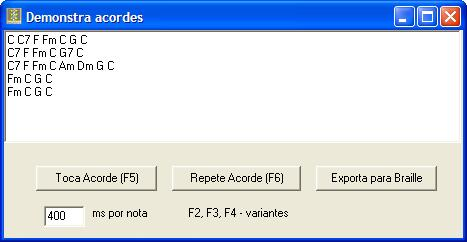 Demonstra acordes
C C7 F Fm C G C
C7 F Fm C G7 C
C7 F Fm C Am Dm G C
Fm C G C
Fm C G C
Toca Acorde (F5) Repete Acorde (F6) Exporta para Braille
400 ms por nota F2, F3, F4 - variantes